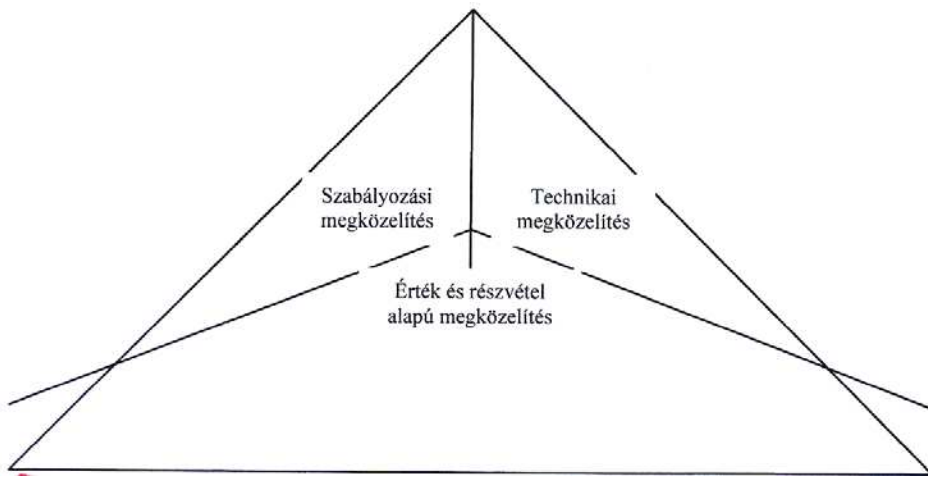 Szabályozási
megközelítés
Technikai
megközelítés
Érték és részvétel
alapú megközelítés